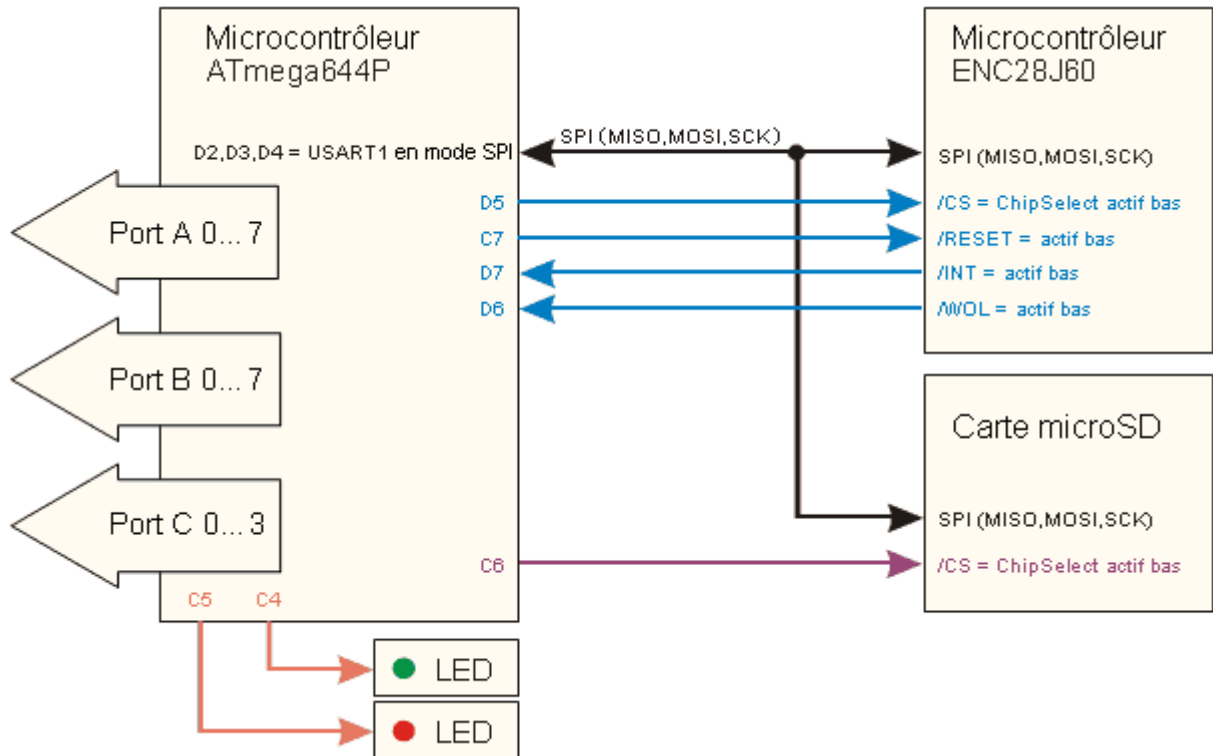 Microcontrôleur
ATmega644P
Microcontrôleur
ENC28J60
SPI (MISO,MOSI,SCK)
D2,D3,D4 = USART1 en mode SPI
SPI (MISO,MOSI,SCK)
D5
/CS = ChipSelect actif bas
Port A 0... 7
C7
/RESET = actif bas
D7
/INT = actif bas
D6
/WOL = actif bas
Port B 0... 7
Carte microSD
Port C 0... 3
SPI (MISO,MOSI,SCK)
C6
/CS = ChipSelect actif bas
C5
C4
LED
LED